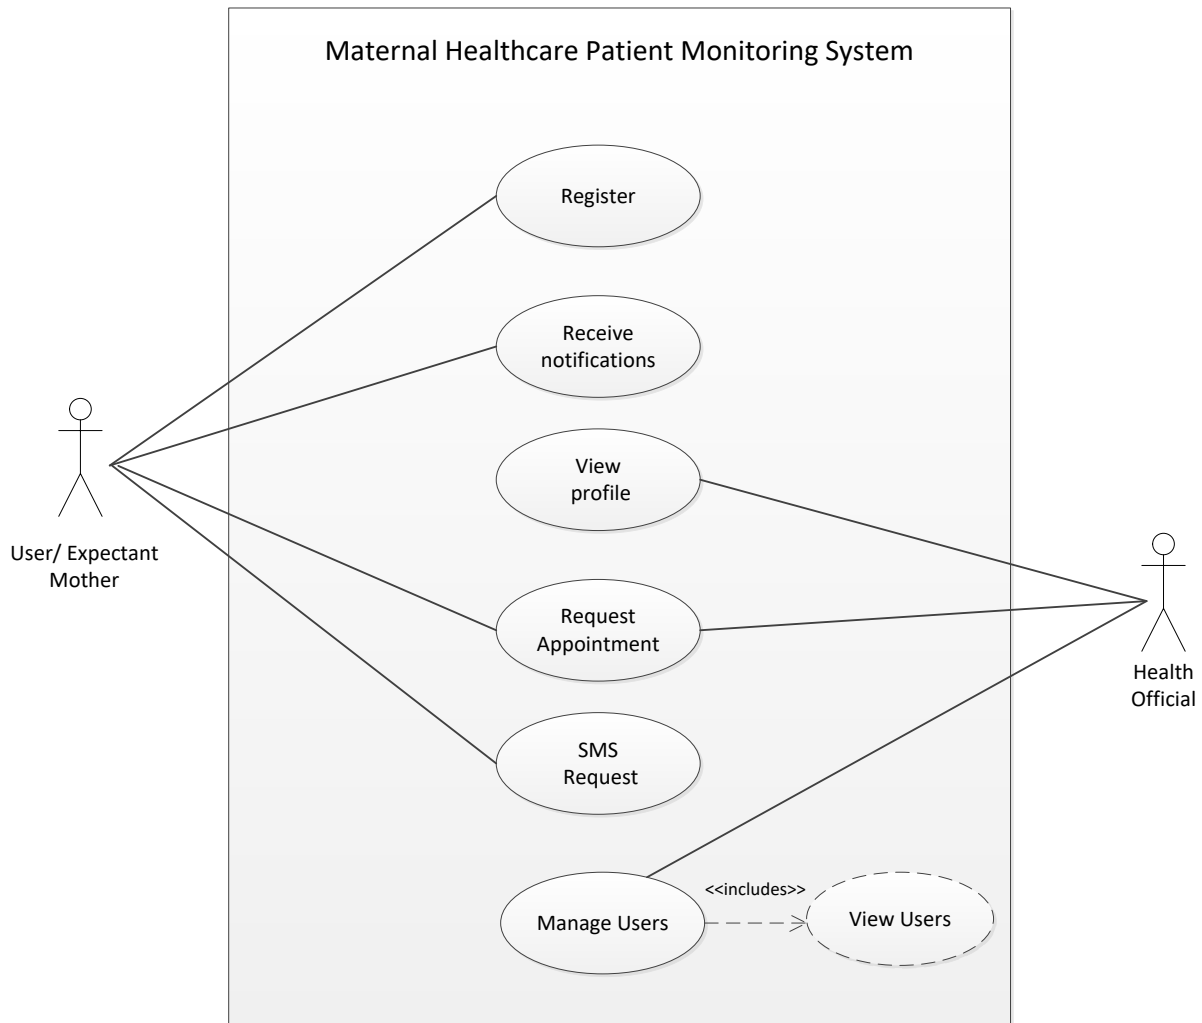 Maternal Healthcare Patient Monitoring System
Register
Receive
notifications
View
profile
User/ Expectant
Mother
Request
Appointment
Health
Official
SMS
Request
<<includes>>
Manage Users
View Users